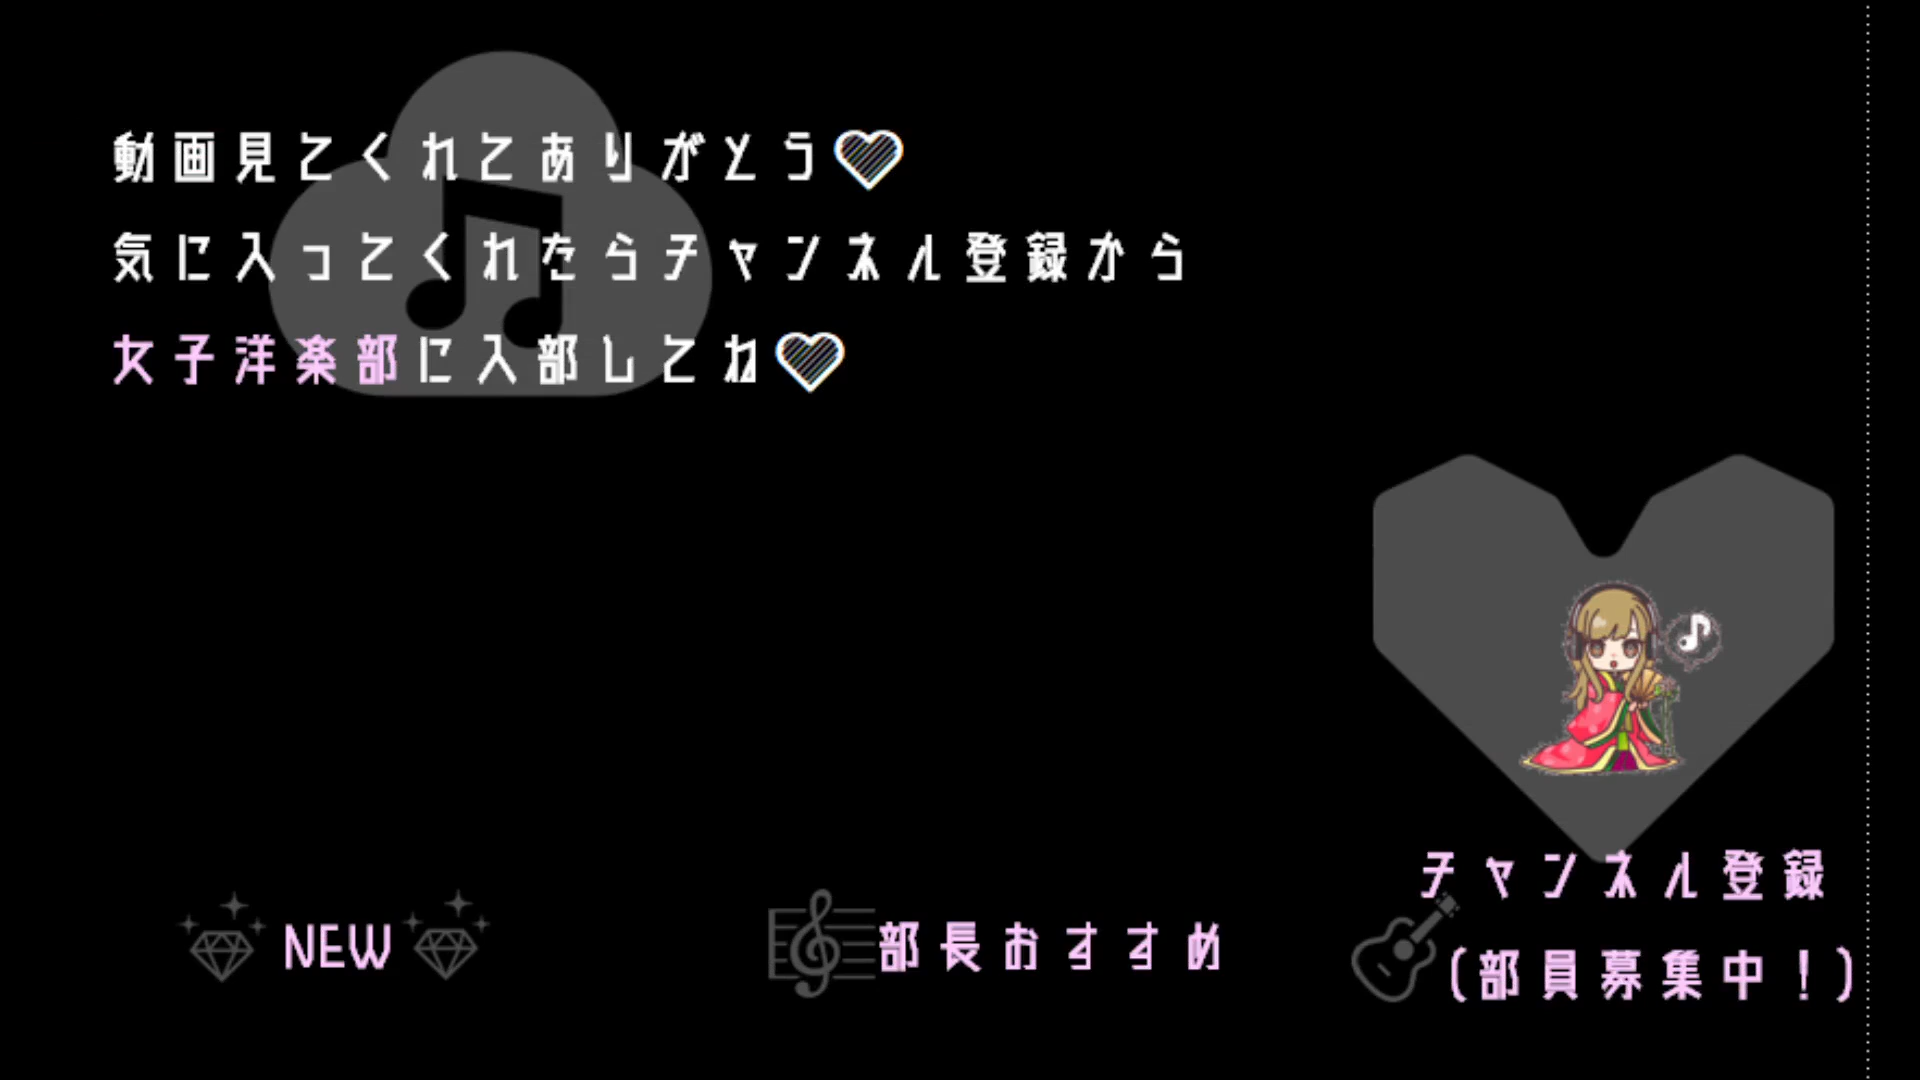 動画見てくれてありがとう♡
気に入ってくれたらチャンネル登録から
女子洋楽部に入部してね♡
NEW
部長おすすめ
チャンネル登録
(部員募集中！)